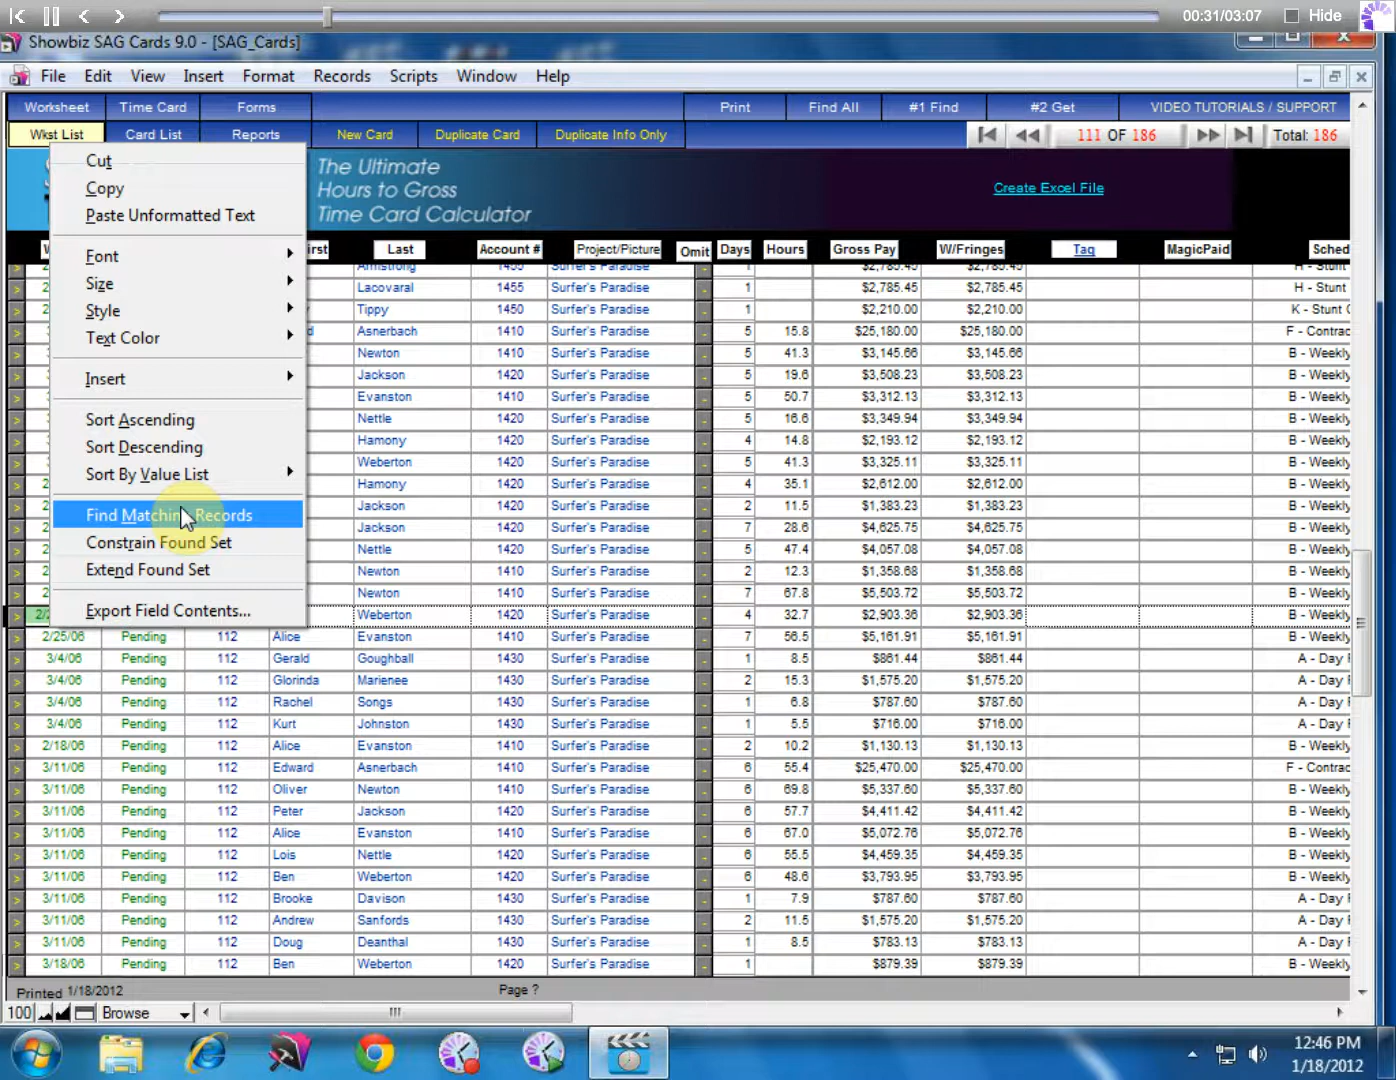 00:31/03:07 Hide
Showbiz SAG Cards 9.0 - [SAG_Cards]
File Edit View Insert Format Records Scripts Window Help
Worksheet Time Card Forms Print Find All #1 Find #2 Get VIDEO TUTORIALS / SUPPORT
Wkst List Card List Reports New Card Duplicate Card Duplicate Info Only 111 OF 186 Total: 186
The Ultimate
Hours to Gross
Time Card Calculator
Create Excel File
Cut
Copy
Paste Unformatted Text
Font
Size
Style
Text Color
Insert
Sort Ascending
Sort Descending
Sort By Value List
Find Matching Records
Constrain Found Set
Extend Found Set
Export Field Contents...
Last Account # Project/Picture Omit Days Hours Gross Pay W/Fringes Tag MagicPaid Sched
Armstrong 1455 Surfer's Paradise 1 $2,785.45 $2,785.45 H - Stunt
Lacovaral 1455 Surfer's Paradise 1 $2,785.45 $2,785.45 H - Stunt
Tippy 1450 Surfer's Paradise 1 $2,210.00 $2,210.00 K - Stunt
Asnerbach 1410 Surfer's Paradise 5 15.8 $25,180.00 $25,180.00 F - Contrac
Newton 1410 Surfer's Paradise 5 41.3 $3,145.66 $3,145.66 B - Weekly
Jackson 1420 Surfer's Paradise 5 19.6 $3,508.23 $3,508.23 B - Weekly
Evanston 1410 Surfer's Paradise 5 50.7 $3,312.13 $3,312.13 B - Weekly
Nettle 1420 Surfer's Paradise 5 16.6 $3,349.94 $3,349.94 B - Weekly
Hamony 1420 Surfer's Paradise 4 14.8 $2,193.12 $2,193.12 B - Weekly
Weberton 1420 Surfer's Paradise 5 41.3 $3,325.11 $3,325.11 B - Weekly
Hamony 1420 Surfer's Paradise 4 35.1 $2,612.00 $2,612.00 B - Weekly
Jackson 1420 Surfer's Paradise 2 11.5 $1,383.23 $1,383.23 B - Weekly
Jackson 1420 Surfer's Paradise 7 28.6 $4,625.75 $4,625.75 B - Weekly
Nettle 1420 Surfer's Paradise 5 47.4 $4,057.08 $4,057.08 B - Weekly
Newton 1410 Surfer's Paradise 2 12.3 $1,358.68 $1,358.68 B - Weekly
Newton 1410 Surfer's Paradise 7 67.8 $5,503.72 $5,503.72 B - Weekly
Weberton 1420 Surfer's Paradise 4 32.7 $2,903.36 $2,903.36 B - Weekly
2/25/06 Pending 112 Alice Evanston 1410 Surfer's Paradise 7 56.5 $5,161.91 $5,161.91 B - Weekly
3/4/06 Pending 112 Gerald Goughball 1430 Surfer's Paradise 1 8.5 $861.44 $861.44 A - Day
3/4/06 Pending 112 Glorinda Marienee 1430 Surfer's Paradise 2 15.3 $1,575.20 $1,575.20 A - Day
3/4/06 Pending 112 Rachel Songs 1430 Surfer's Paradise 1 6.8 $787.60 $787.60 A - Day
3/4/06 Pending 112 Kurt Johnston 1430 Surfer's Paradise 1 5.5 $716.00 $716.00 A - Day
2/18/06 Pending 112 Alice Evanston 1410 Surfer's Paradise 2 10.2 $1,130.13 $1,130.13 B - Weekly
3/11/06 Pending 112 Edward Asnerbach 1410 Surfer's Paradise 6 55.4 $25,470.00 $25,470.00 F - Contrac
3/11/06 Pending 112 Oliver Newton 1410 Surfer's Paradise 6 69.8 $5,337.60 $5,337.60 B - Weekly
3/11/06 Pending 112 Peter Jackson 1420 Surfer's Paradise 6 57.7 $4,411.42 $4,411.42 B - Weekly
3/11/06 Pending 112 Alice Evanston 1410 Surfer's Paradise 6 67.0 $5,072.76 $5,072.76 B - Weekly
3/11/06 Pending 112 Lois Nettle 1420 Surfer's Paradise 6 55.5 $4,459.35 $4,459.35 B - Weekly
3/11/06 Pending 112 Ben Weberton 1420 Surfer's Paradise 6 48.6 $3,793.95 $3,793.95 B - Weekly
3/11/06 Pending 112 Brooke Davison 1430 Surfer's Paradise 1 7.9 $787.60 $787.60 A - Day
3/11/06 Pending 112 Andrew Sanfords 1430 Surfer's Paradise 2 11.5 $1,575.20 $1,575.20 A - Day
3/11/06 Pending 112 Doug Deanthal 1430 Surfer's Paradise 1 8.5 $783.13 $783.13 A - Day
3/18/06 Pending 112 Ben Weberton 1420 Surfer's Paradise 1 $879.39 $879.39 B - Weekly
Printed 1/18/2012 Page ?
100 Browse
12:46 PM
1/18/2012